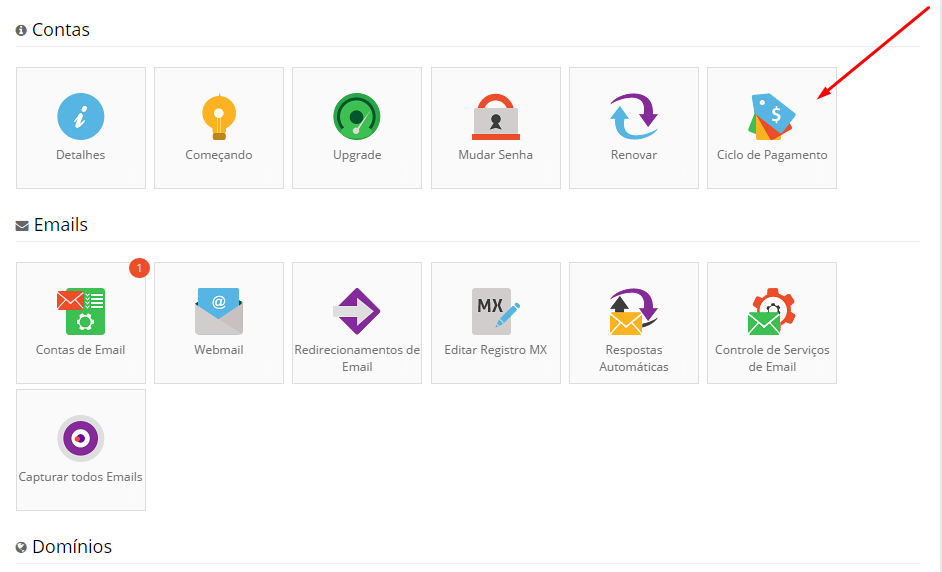 Contas
Detalhes
Começando
Upgrade
Mudar Senha
Renovar
$
Ciclo de Pagamento
Emails
1
Contas de Email
@
Webmail
Redirecionamentos de
Email
MX
Editar Registro MX
Respostas
Automáticas
Controle de Serviços
de Email
Capturar todos Emails
Domínios